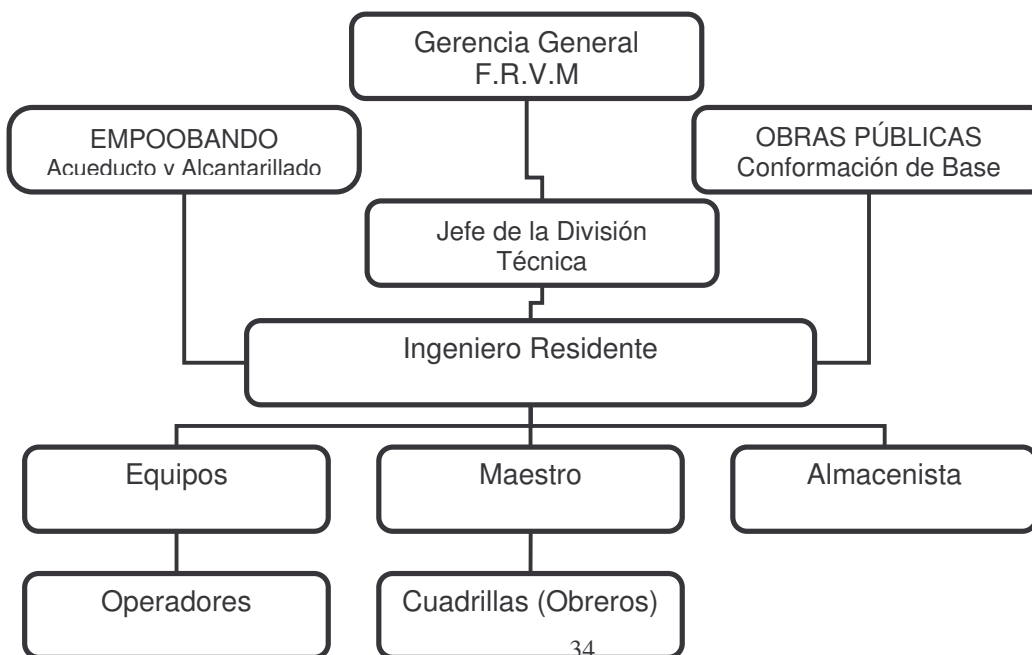 Gerencia General
F.R.V.M
EMPOOBANDO
Acueducto y Alcantarillado
OBRAS PÚBLICAS
Conformación de Base
Jefe de la División
Técnica
Ingeniero Residente
Equipos
Maestro
Almacenista
Operadores
Cuadrillas (Obreros)
34